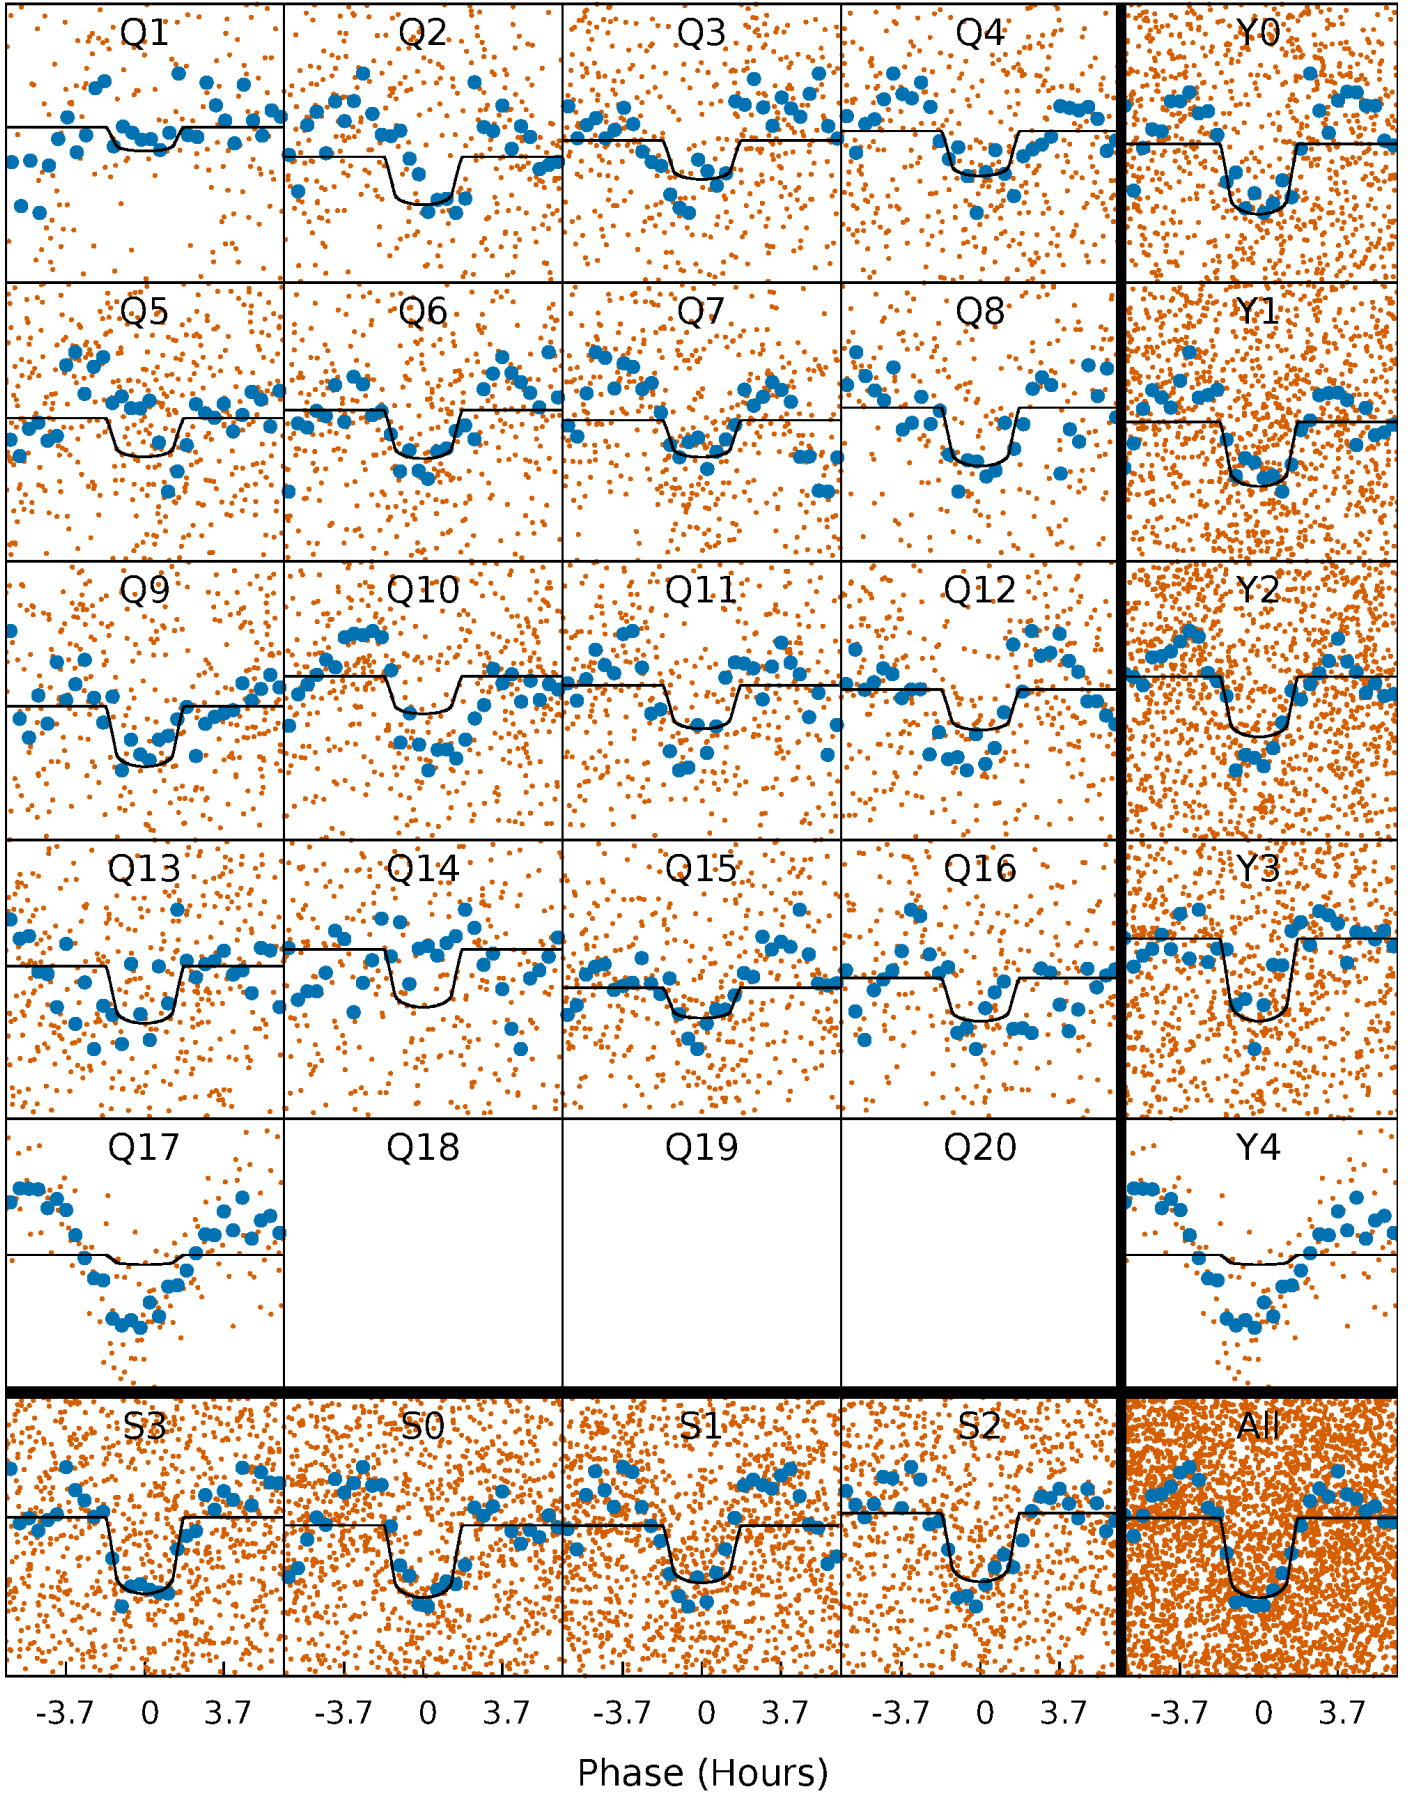 Q1 Q2 Q3 Q4 Y0
Q5 Q6 Q7 Q8 Y1
Q9 Q10 Q11 Q12 Y2
Q13 Q14 Q15 Q16 Y3
Q17 Q18 Q19 Q20 Y4
S3 S0 S1 S2 All
-3.7 0 3.7 -3.7 0 3.7 -3.7 0 3.7 -3.7 0 3.7 -3.7 0 3.7
Phase (Hours)